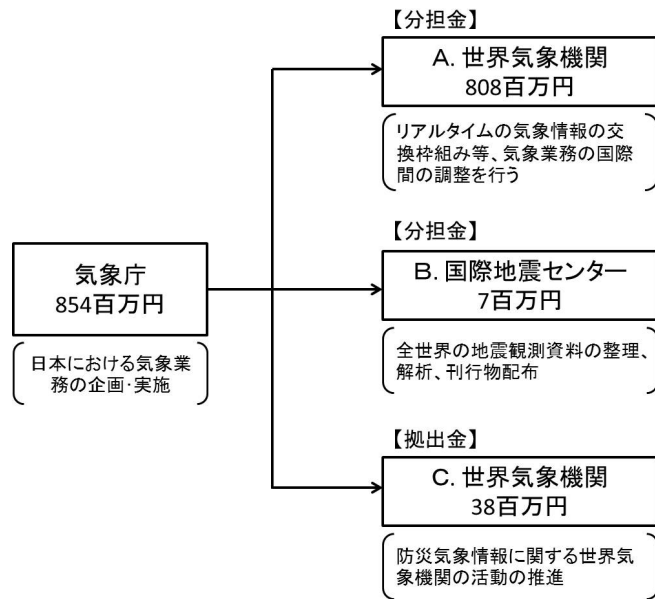 【分担金】
A. 世界気象機関
808百万円
リアルタイムの気象情報の交
換枠組み等、気象業務の国際
間の調整を行う
【分担金】
気象庁
854百万円
日本における気象業
務の企画・実施
B. 国際地震センター
7百万円
全世界の地震観測資料の整理、
解析、刊行物配布
【拠出金】
C. 世界気象機関
38百万円
防災気象情報に関する世界気
象機関の活動の推進